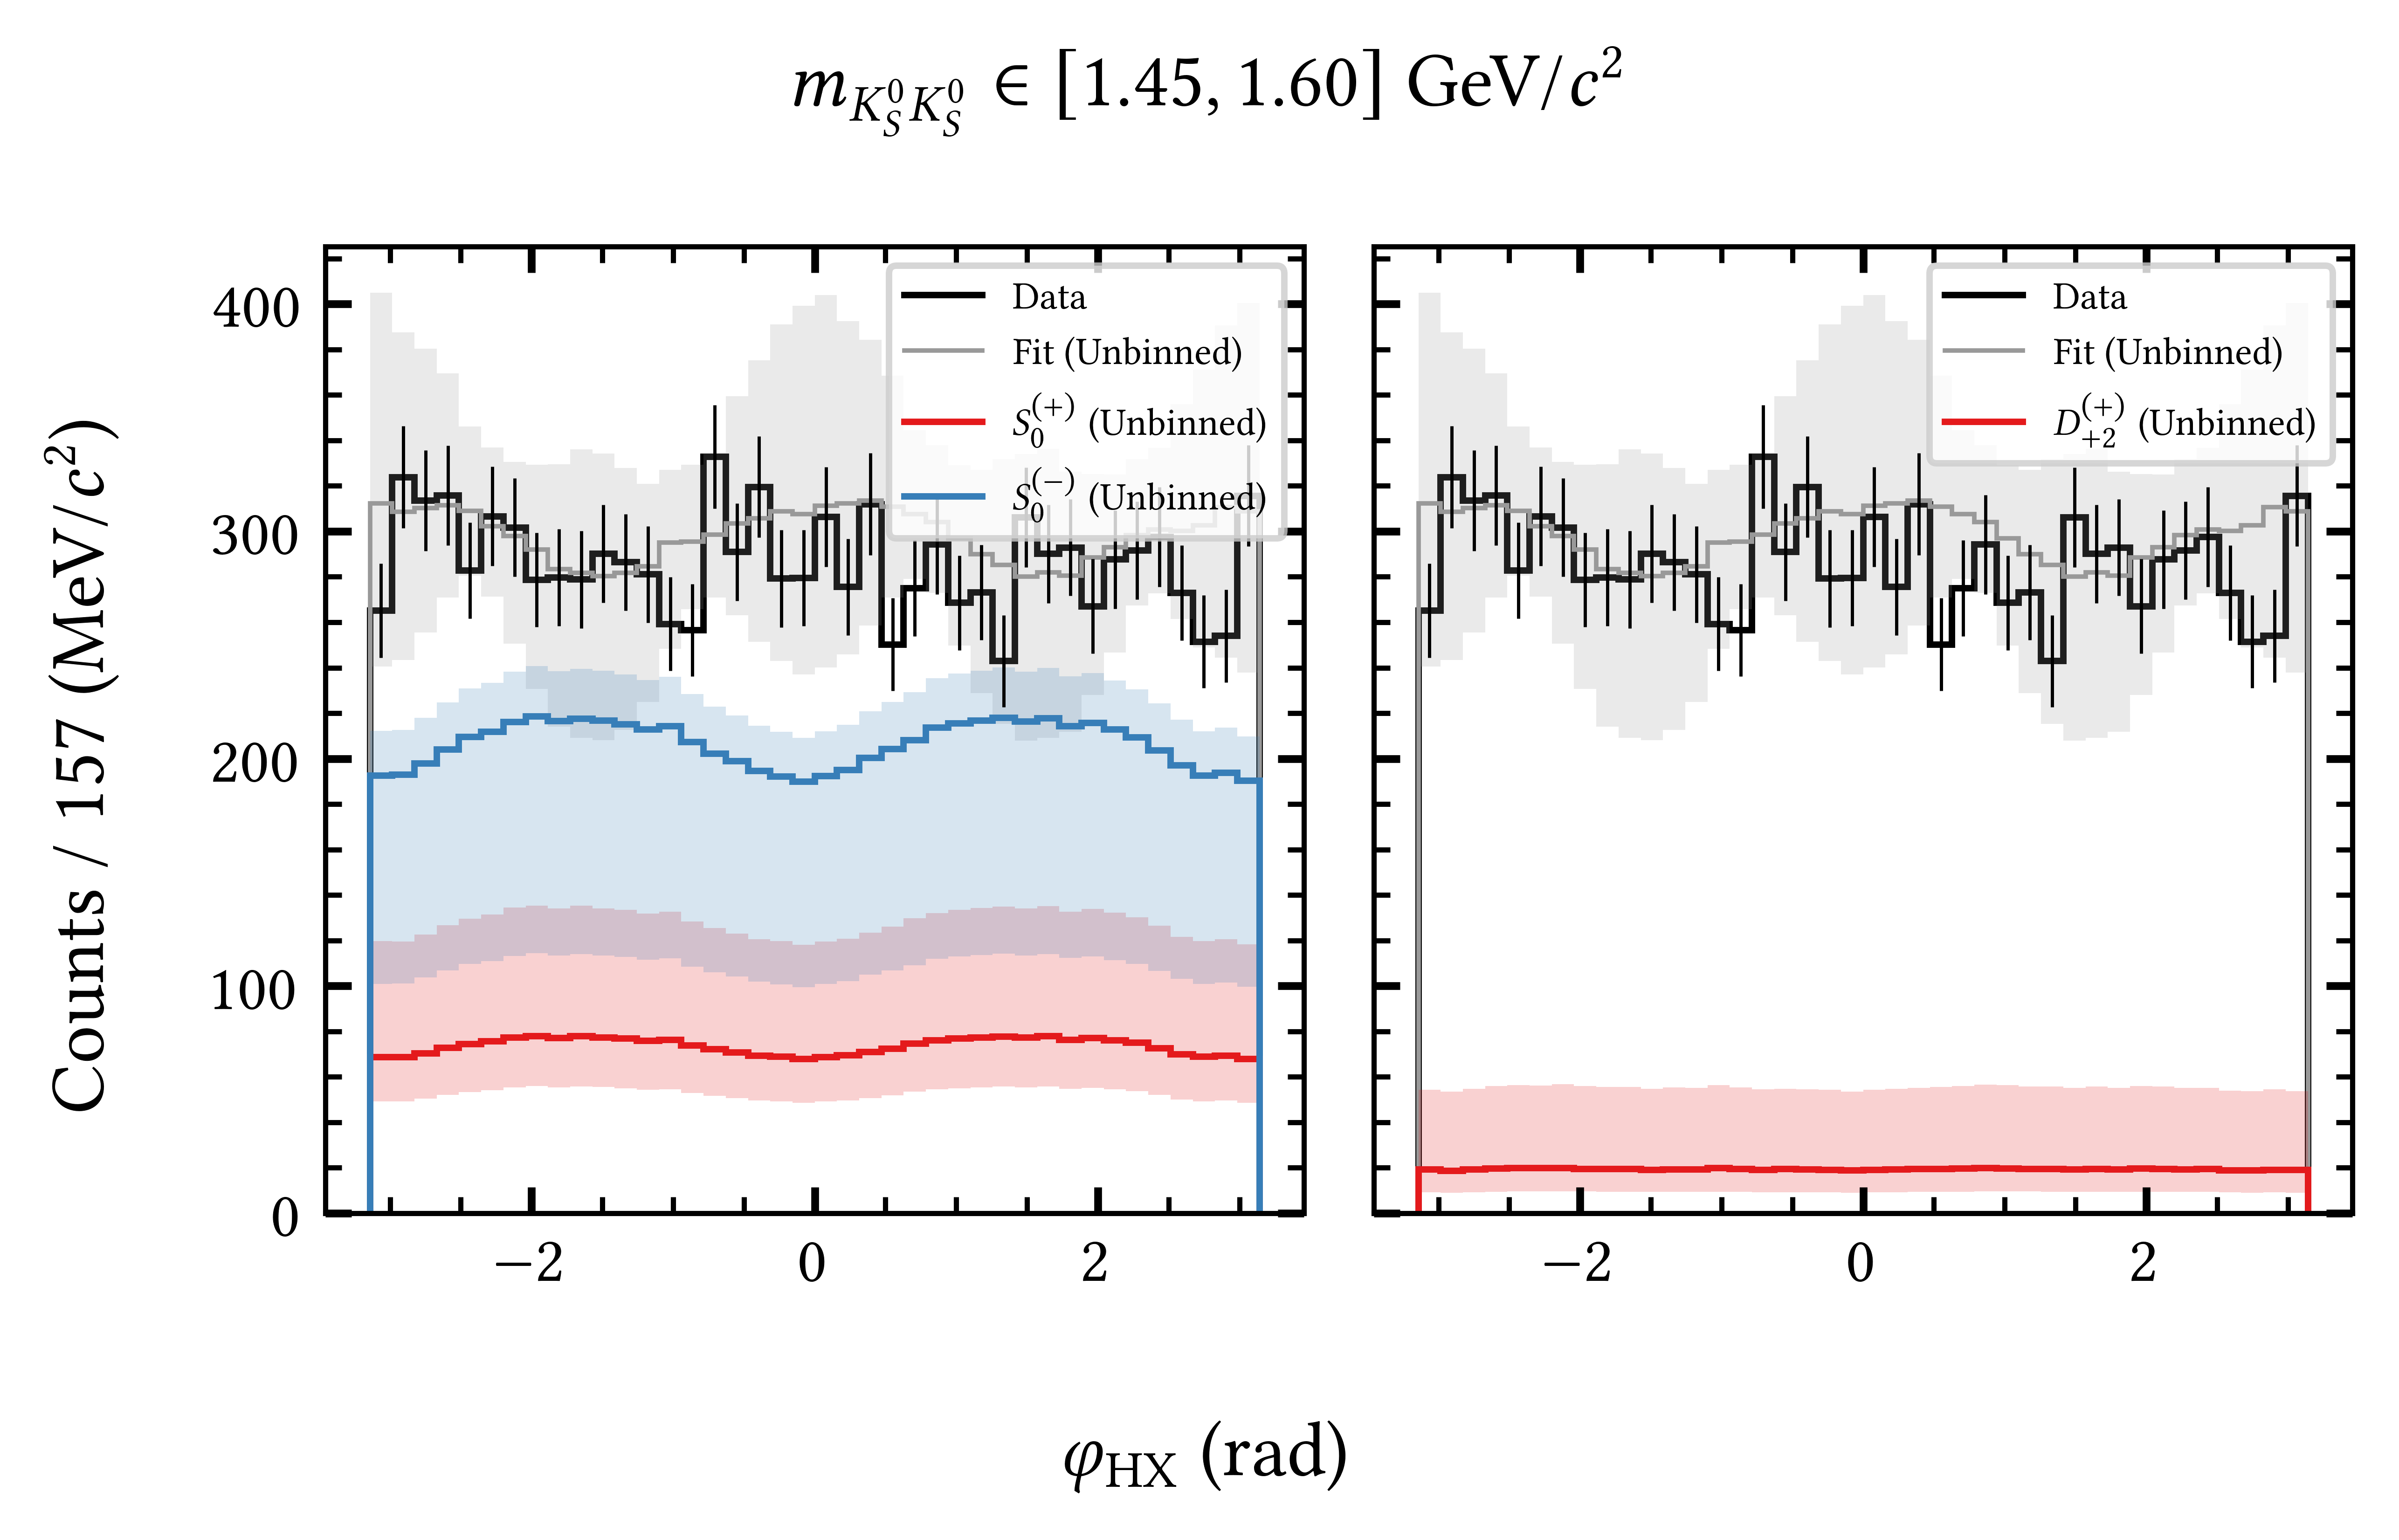 m_{K_S^0 K_S^0} ∈ [1.45, 1.60] GeV/c²
Counts / 157 (MeV/c²)
400
300
200
100
0
Data
Fit (Unbinned)
S_0^{(+)} (Unbinned)
S_0^{(−)} (Unbinned)
−2
0
2
Data
Fit (Unbinned)
D_{+2}^{(+)} (Unbinned)
−2
0
2
φ_{HX} (rad)